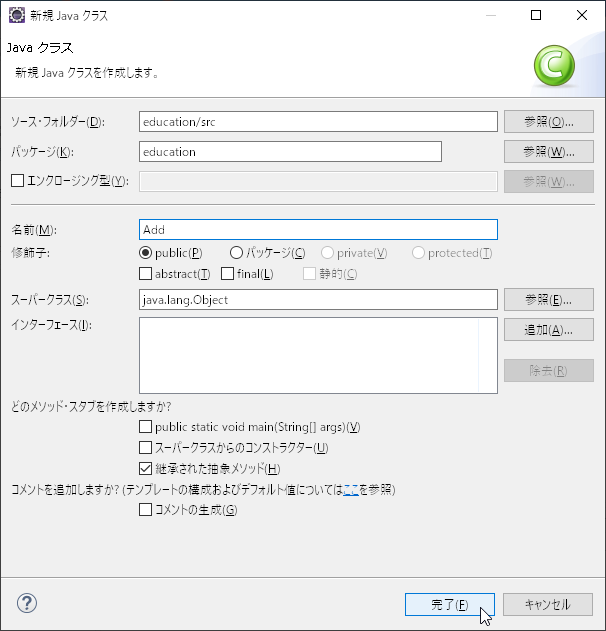 新規 Java クラス
Java クラス
新規 Java クラスを作成します。
ソース・フォルダー(D): education/src 参照(O)...
パッケージ(K): education 参照(W)...
エンクロージング型(Y): 参照(W)...
名前(M): Add
修飾子: public(P) パッケージ(C) private(V) protected(T)
abstract(T) final(L) 静的(C)
スーパークラス(S): java.lang.Object 参照(E)...
インターフェース(I): 追加(A)...
除去(R)
どのメソッド・スタブを作成しますか?
public static void main(String[] args)(V)
スーパークラスからのコンストラクター(U)
継承された抽象メソッド(H)
コメントを追加しますか? (テンプレートの構成およびデフォルト値についてはここを参照)
コメントの生成(G)
? 完了(F) キャンセル